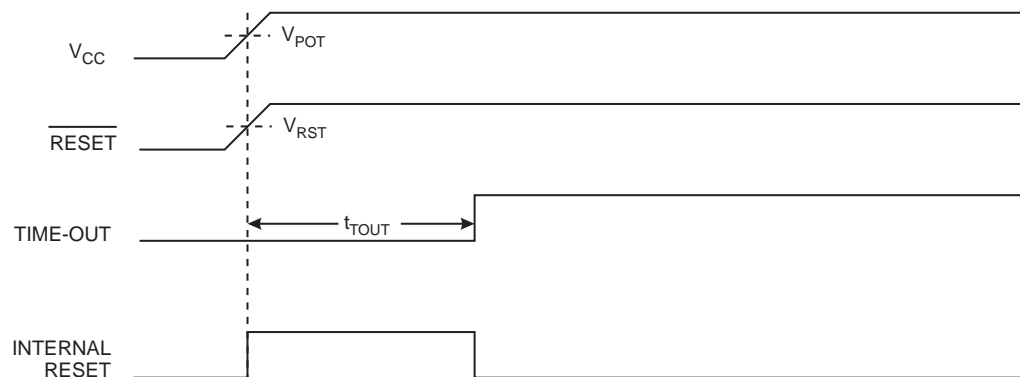 V_CC
V_POT
RESET
V_RST
TIME-OUT
t_TOUT
INTERNAL
RESET